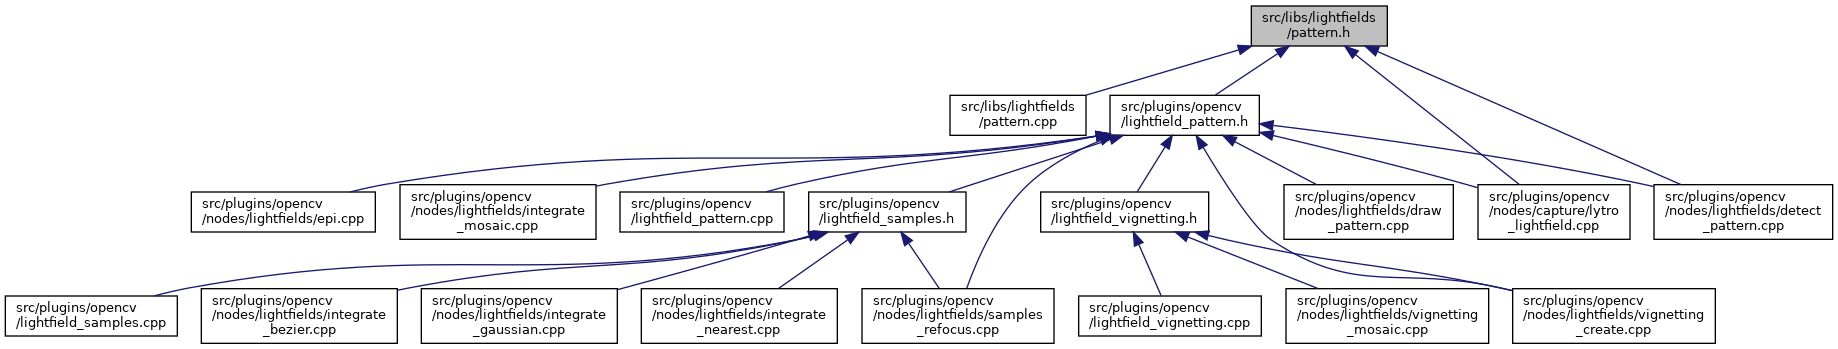 src/libs/lightfields
/pattern.h
src/libs/lightfields
/pattern.cpp
src/plugins/opencv
/lightfield_pattern.h
src/plugins/opencv
/nodes/lightfields/epi.cpp
src/plugins/opencv
/nodes/lightfields/integrate
_mosaic.cpp
src/plugins/opencv
/lightfield_pattern.cpp
src/plugins/opencv
/lightfield_samples.h
src/plugins/opencv
/lightfield_vignetting.h
src/plugins/opencv
/nodes/lightfields/draw
_pattern.cpp
src/plugins/opencv
/nodes/capture/lytro
_lightfield.cpp
src/plugins/opencv
/nodes/lightfields/detect
_pattern.cpp
src/plugins/opencv
/lightfield_samples.cpp
src/plugins/opencv
/nodes/lightfields/integrate
_bezier.cpp
src/plugins/opencv
/nodes/lightfields/integrate
_gaussian.cpp
src/plugins/opencv
/nodes/lightfields/integrate
_nearest.cpp
src/plugins/opencv
/nodes/lightfields/samples
_refocus.cpp
src/plugins/opencv
/lightfield_vignetting.cpp
src/plugins/opencv
/nodes/lightfields/vignetting
_mosaic.cpp
src/plugins/opencv
/nodes/lightfields/vignetting
_create.cpp